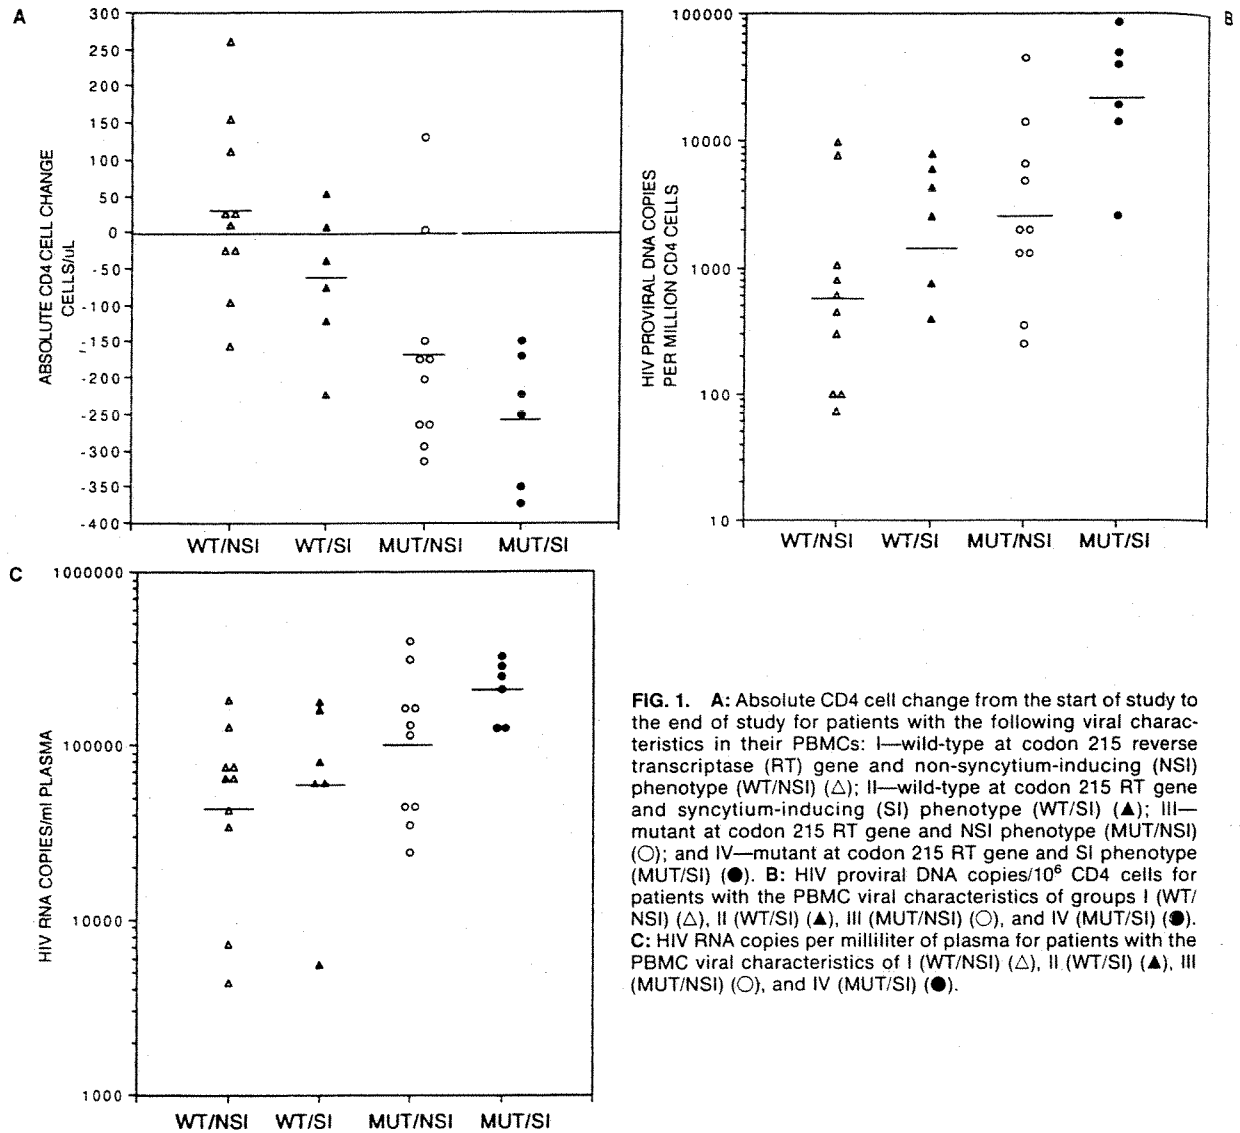 A
300
250
200
150
100
50
0
-50
-100
-150
-200
-250
-300
-350
-400
ABSOLUTE CD4 CELL CHANGE
CELLS/uL
WT/NSI WT/SI MUT/NSI MUT/SI
B
100000
10000
1000
100
10
HIV PROVIRAL DNA COPIES
PER MILLION CD4 CELLS
WT/NSI WT/SI MUT/NSI MUT/SI
C
1000000
100000
10000
1000
HIV RNA COPIES/ml PLASMA
WT/NSI WT/SI MUT/NSI MUT/SI
FIG. 1. A: Absolute CD4 cell change from the start of study to
the end of study for patients with the following viral charac-
teristics in their PBMCs: I—wild-type at codon 215 reverse
transcriptase (RT) gene and non-syncytium-inducing (NSI)
phenotype (WT/NSI) (△); II—wild-type at codon 215 RT gene
and syncytium-inducing (SI) phenotype (WT/SI) (▲); III—
mutant at codon 215 RT gene and NSI phenotype (MUT/NSI)
(○); and IV—mutant at codon 215 RT gene and SI phenotype
(MUT/SI) (●). B: HIV proviral DNA copies/10⁶ CD4 cells for
patients with the PBMC viral characteristics of groups I (WT/
NSI) (△), II (WT/SI) (▲), III (MUT/NSI) (○), and IV (MUT/SI) (●).
C: HIV RNA copies per milliliter of plasma for patients with the
PBMC viral characteristics of I (WT/NSI) (△), II (WT/SI) (▲), III
(MUT/NSI) (○), and IV (MUT/SI) (●).